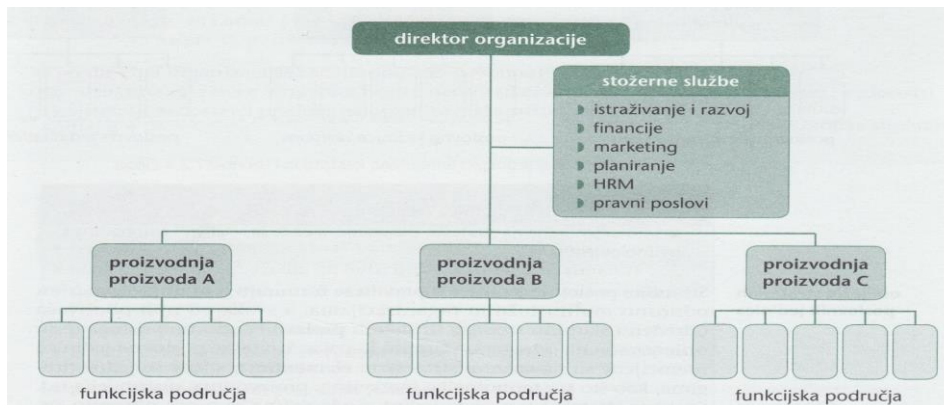 direktor organizacije
stožerne službe
istraživanje i razvoj
financije
marketing
planiranje
HRM
pravni poslovi
proizvodnja
proizvoda A
proizvodnja
proizvoda B
proizvodnja
proizvoda C
funkcijska područja
funkcijska područja
funkcijska područja